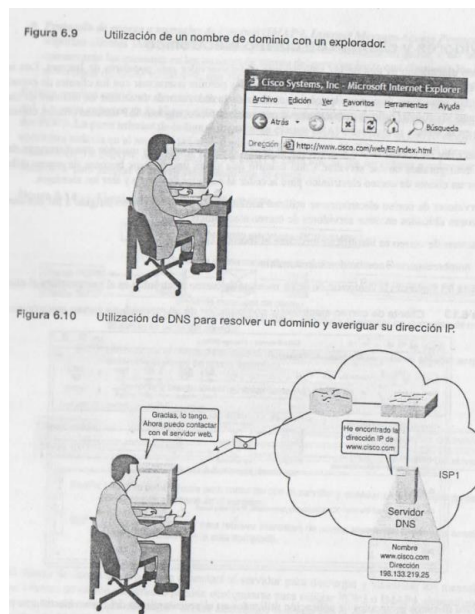 Figura 6.9 Utilización de un nombre de dominio con un explorador.
Cisco Systems, Inc - Microsoft Internet Explorer
Archivo Edición Ver Favoritos Herramientas Ayuda
Atrás Búsqueda
Dirección http://www.cisco.com/web/ES/index.html
Figura 6.10 Utilización de DNS para resolver un dominio y averiguar su dirección IP.
Gracias, lo tango.
Ahora puedo contactar
con el servidor web.
He encontrado la
dirección IP de
www.cisco.com
ISP1
Servidor
DNS
Nombre
www.cisco.com
Dirección
198.133.219.25